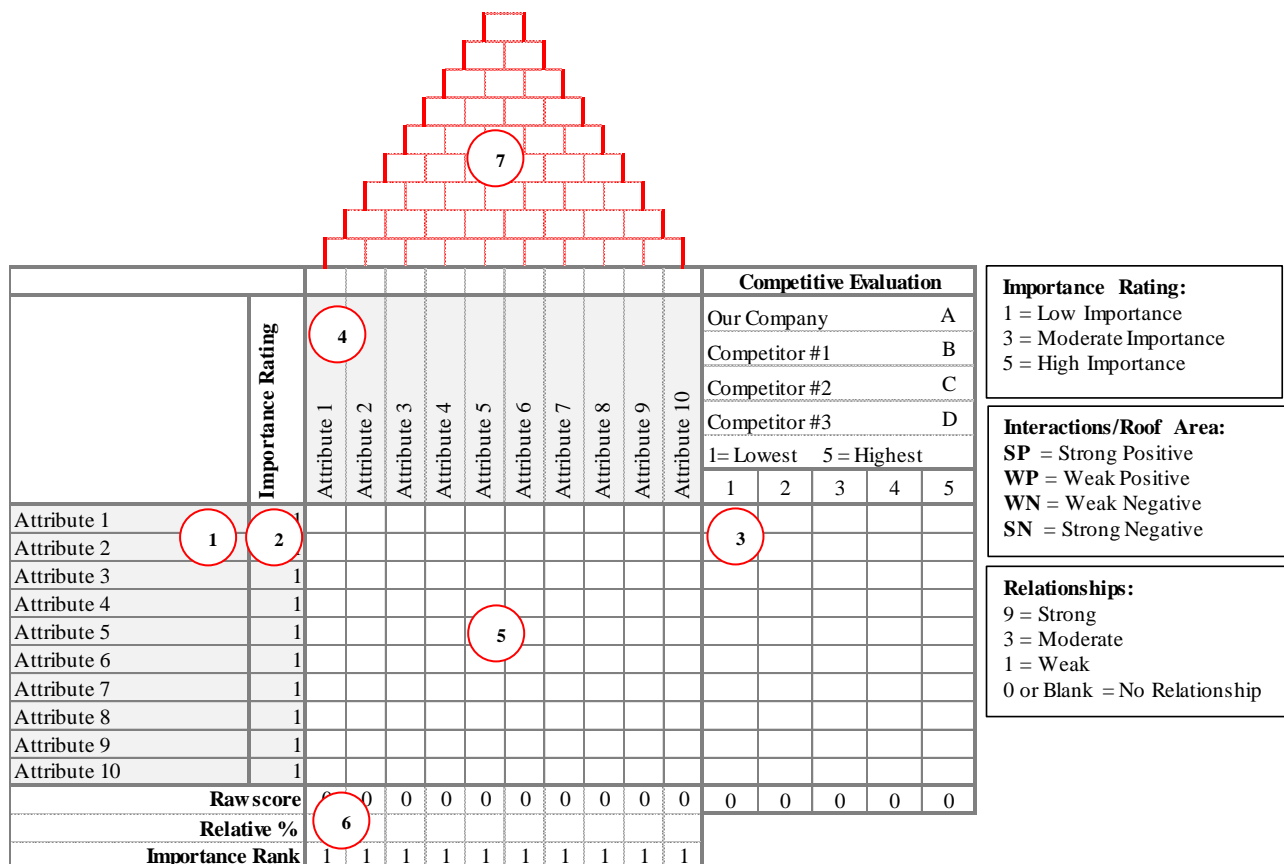 7
Competitive Evaluation
Importance Rating
4
Attribute 1
Attribute 2
Attribute 3
Attribute 4
Attribute 5
Attribute 6
Attribute 7
Attribute 8
Attribute 9
Attribute 10
Our Company A
Competitor #1 B
Competitor #2 C
Competitor #3 D
1= Lowest 5 = Highest
1 2 3 4 5
Attribute 1 1
1 2 3
Attribute 2
Attribute 3 1
Attribute 4 1
Attribute 5 1
5
Attribute 6 1
Attribute 7 1
Attribute 8 1
Attribute 9 1
Attribute 10 1
Raw score 0 0 0 0 0 0 0 0 0 0 0 0 0 0 0
Relative % 6
Importance Rank 1 1 1 1 1 1 1 1 1 1
Importance Rating:
1 = Low Importance
3 = Moderate Importance
5 = High Importance
Interactions/Roof Area:
SP = Strong Positive
WP = Weak Positive
WN = Weak Negative
SN = Strong Negative
Relationships:
9 = Strong
3 = Moderate
1 = Weak
0 or Blank = No Relationship